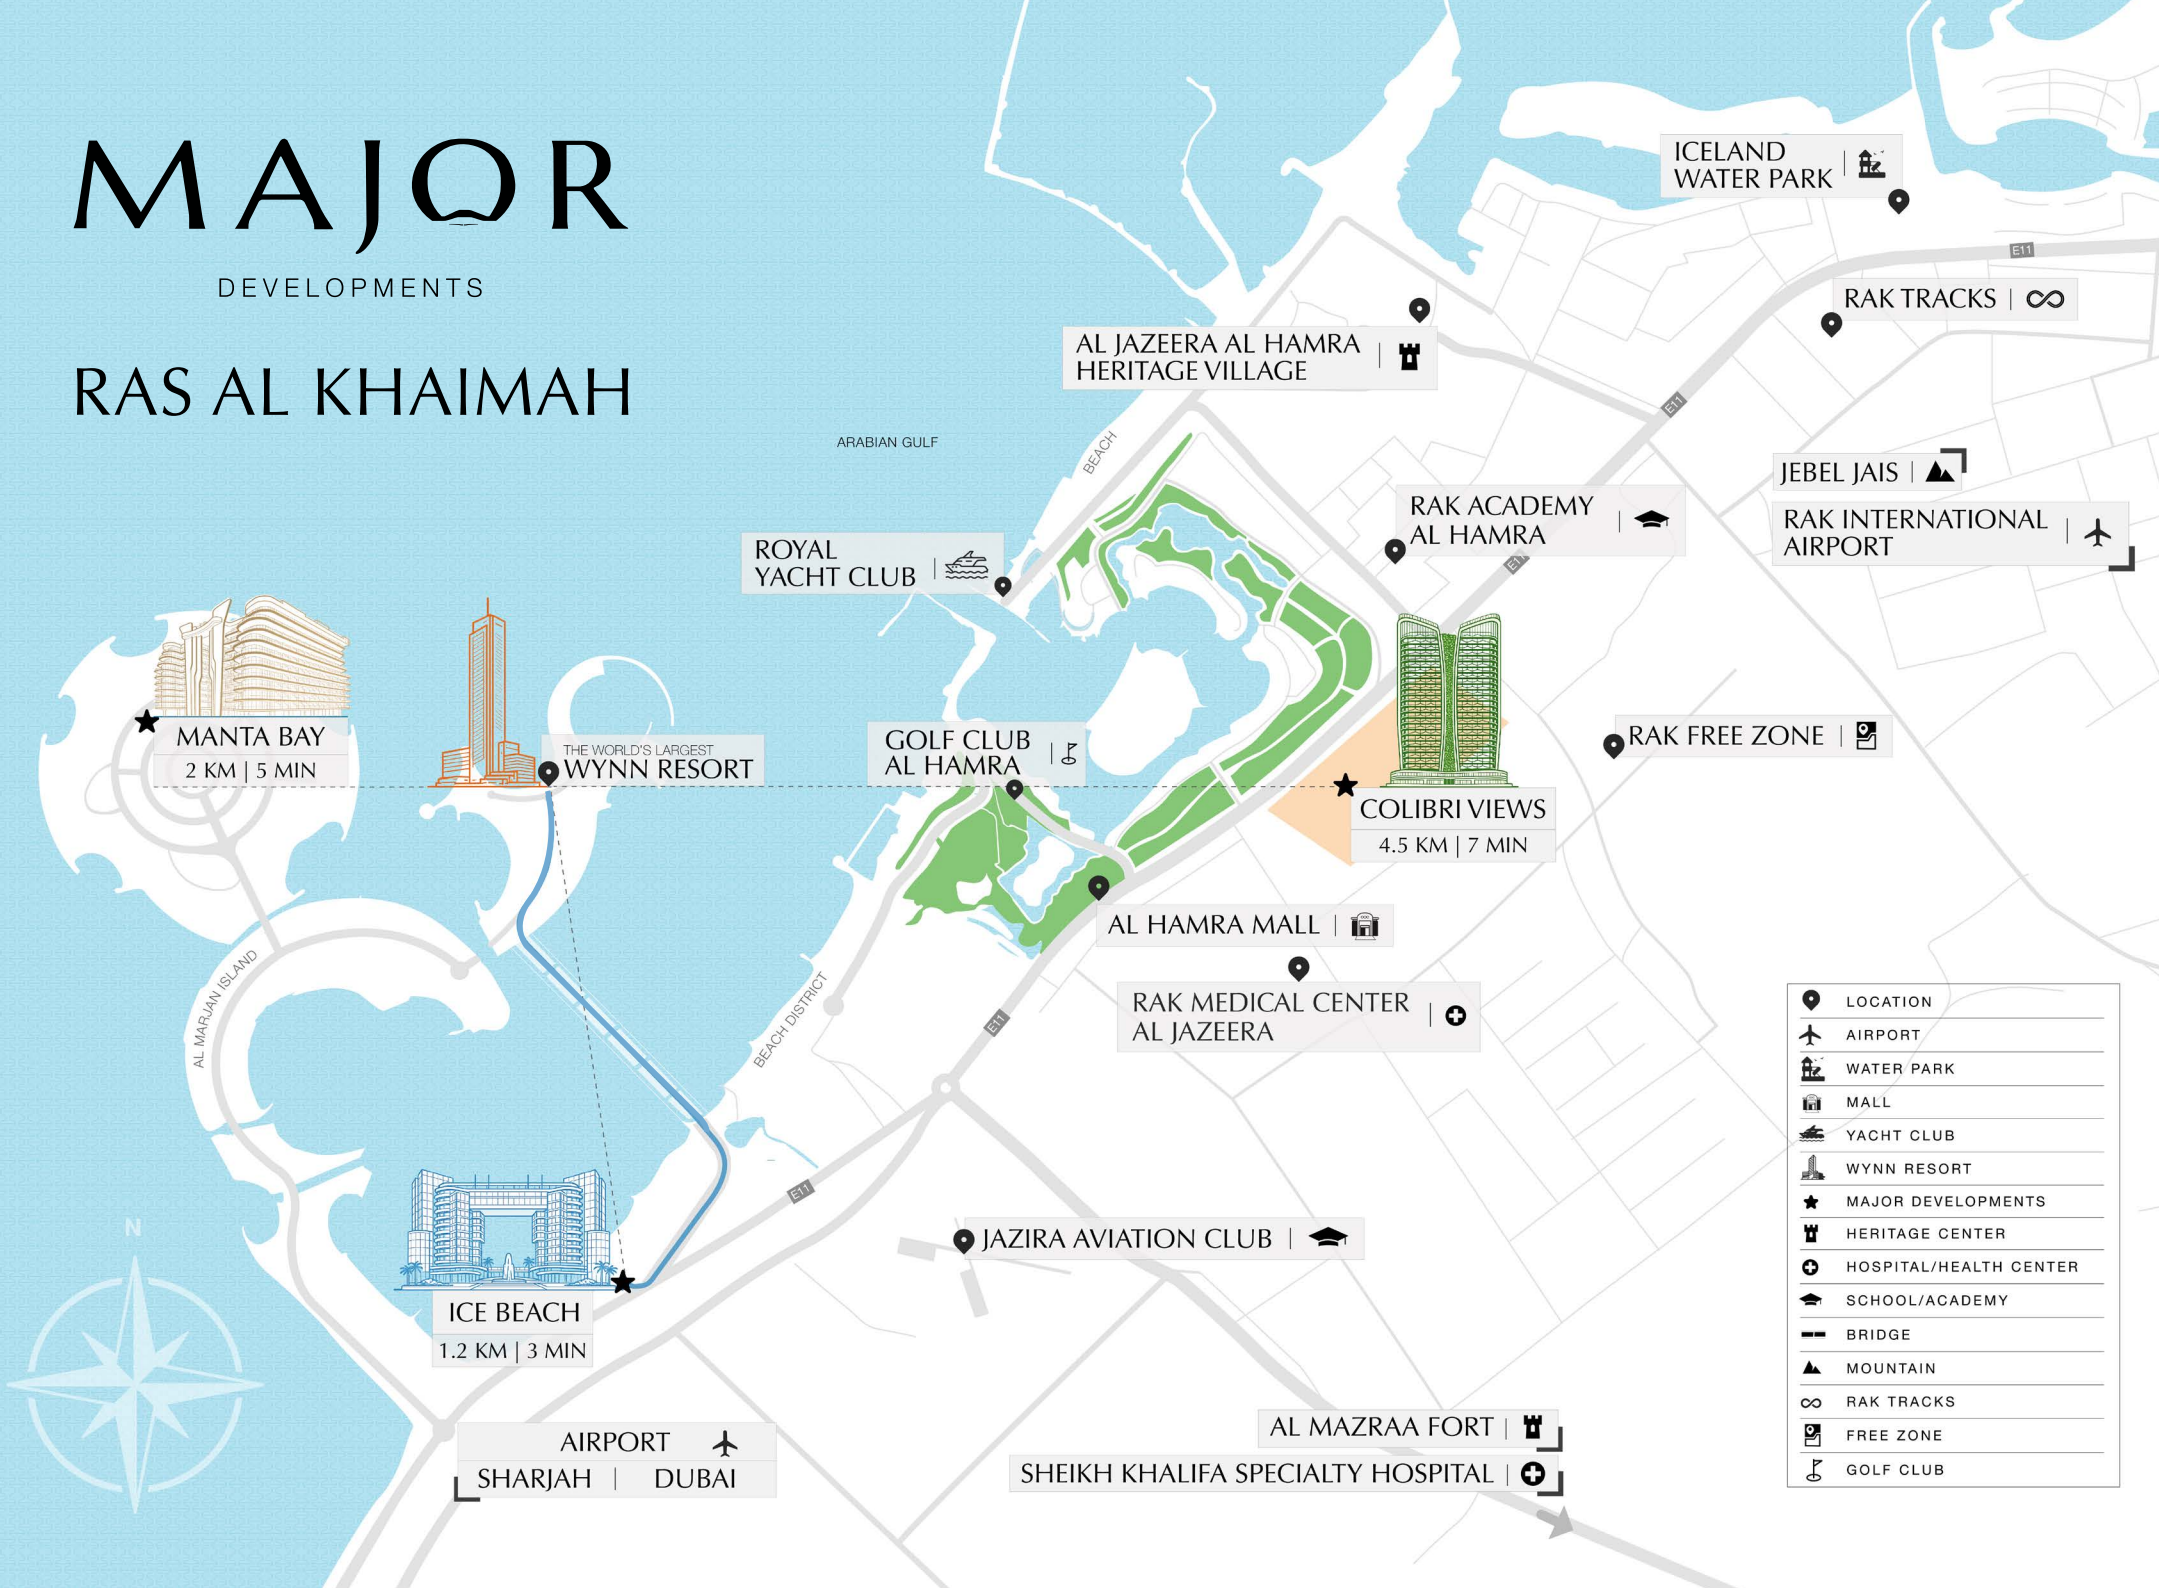 MAJOR
DEVELOPMENTS
RAS AL KHAIMAH
ICELAND
WATER PARK
E11
RAK TRACKS
AL JAZEERA AL HAMRA
HERITAGE VILLAGE
E11
ARABIAN GULF
BEACH
JEBEL JAIS
RAK ACADEMY
AL HAMRA
RAK INTERNATIONAL
AIRPORT
ROYAL
YACHT CLUB
E11
MANTA BAY
2 KM | 5 MIN
THE WORLD'S LARGEST
WYNN RESORT
GOLF CLUB
AL HAMRA
RAK FREE ZONE
COLIBRI VIEWS
4.5 KM | 7 MIN
AL HAMRA MALL
RAK MEDICAL CENTER
AL JAZEERA
AL MARJAN ISLAND
BEACH DISTRICT
E11
E11
N
JAZIRA AVIATION CLUB
ICE BEACH
1.2 KM | 3 MIN
AIRPORT
SHARJAH | DUBAI
AL MAZRAA FORT
SHEIKH KHALIFA SPECIALTY HOSPITAL
LOCATION
AIRPORT
WATER PARK
MALL
YACHT CLUB
WYNN RESORT
MAJOR DEVELOPMENTS
HERITAGE CENTER
HOSPITAL/HEALTH CENTER
SCHOOL/ACADEMY
BRIDGE
MOUNTAIN
RAK TRACKS
FREE ZONE
GOLF CLUB